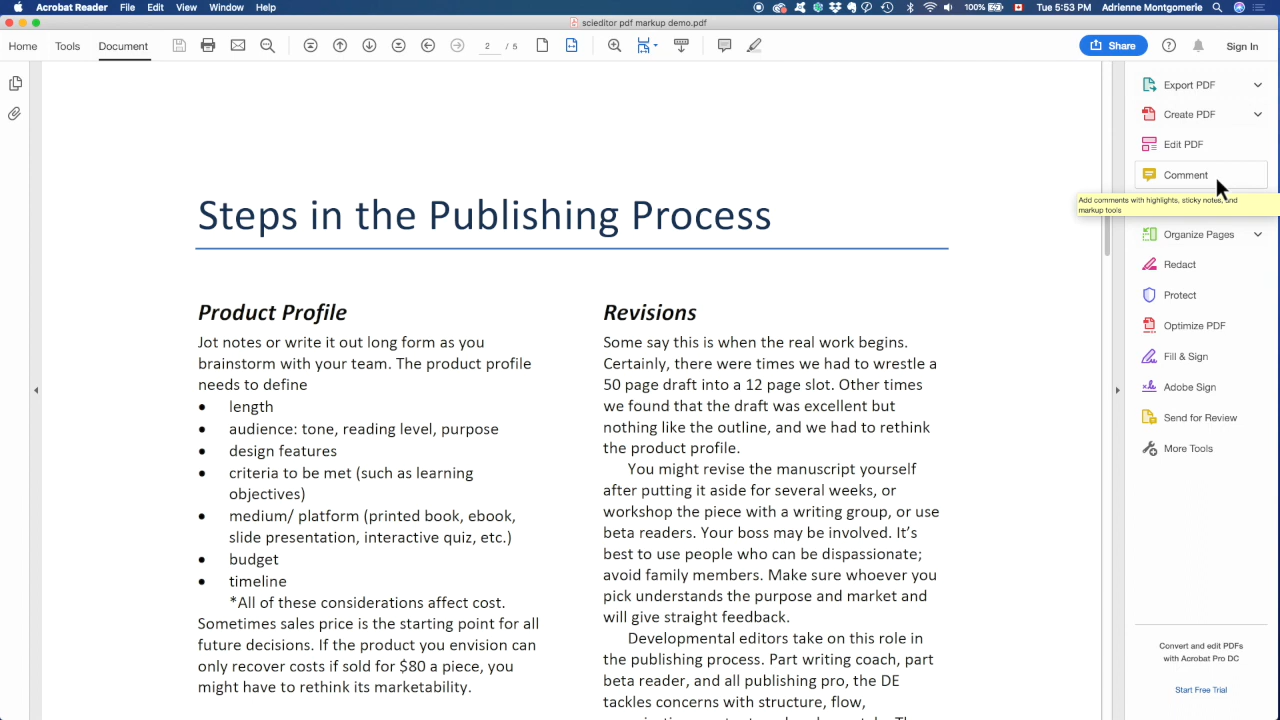 Acrobat Reader File Edit View Window Help 100% Tue 5:53 PM Adrienne Montgomerie
scieditor pdf markup demo.pdf
Home Tools Document 2 / 5 Share Sign In
Export PDF
Create PDF
Edit PDF
Comment
Add comments with highlights, sticky notes, and
markup tools
Organize Pages
Redact
Protect
Optimize PDF
Fill & Sign
Adobe Sign
Send for Review
More Tools
Convert and edit PDFs
with Acrobat Pro DC
Start Free Trial
Steps in the Publishing Process
Product Profile
Jot notes or write it out long form as you
brainstorm with your team. The product profile
needs to define
• length
• audience: tone, reading level, purpose
• design features
• criteria to be met (such as learning
objectives)
• medium/ platform (printed book, ebook,
slide presentation, interactive quiz, etc.)
• budget
• timeline
*All of these considerations affect cost.
Sometimes sales price is the starting point for all
future decisions. If the product you envision can
only recover costs if sold for $80 a piece, you
might have to rethink its marketability.
Revisions
Some say this is when the real work begins.
Certainly, there were times we had to wrestle a
50 page draft into a 12 page slot. Other times
we found that the draft was excellent but
nothing like the outline, and we had to rethink
the product profile.
You might revise the manuscript yourself
after putting it aside for several weeks, or
workshop the piece with a writing group, or use
beta readers. Your boss may be involved. It's
best to use people who can be dispassionate;
avoid family members. Make sure whoever you
pick understands the purpose and market and
will give straight feedback.
Developmental editors take on this role in
the publishing process. Part writing coach, part
beta reader, and all publishing pro, the DE
tackles concerns with structure, flow,